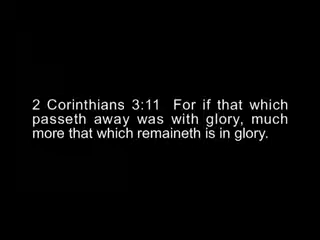 2 Corinthians 3:11  For if that which
passeth away was with glory, much
more that which remaineth is in glory.